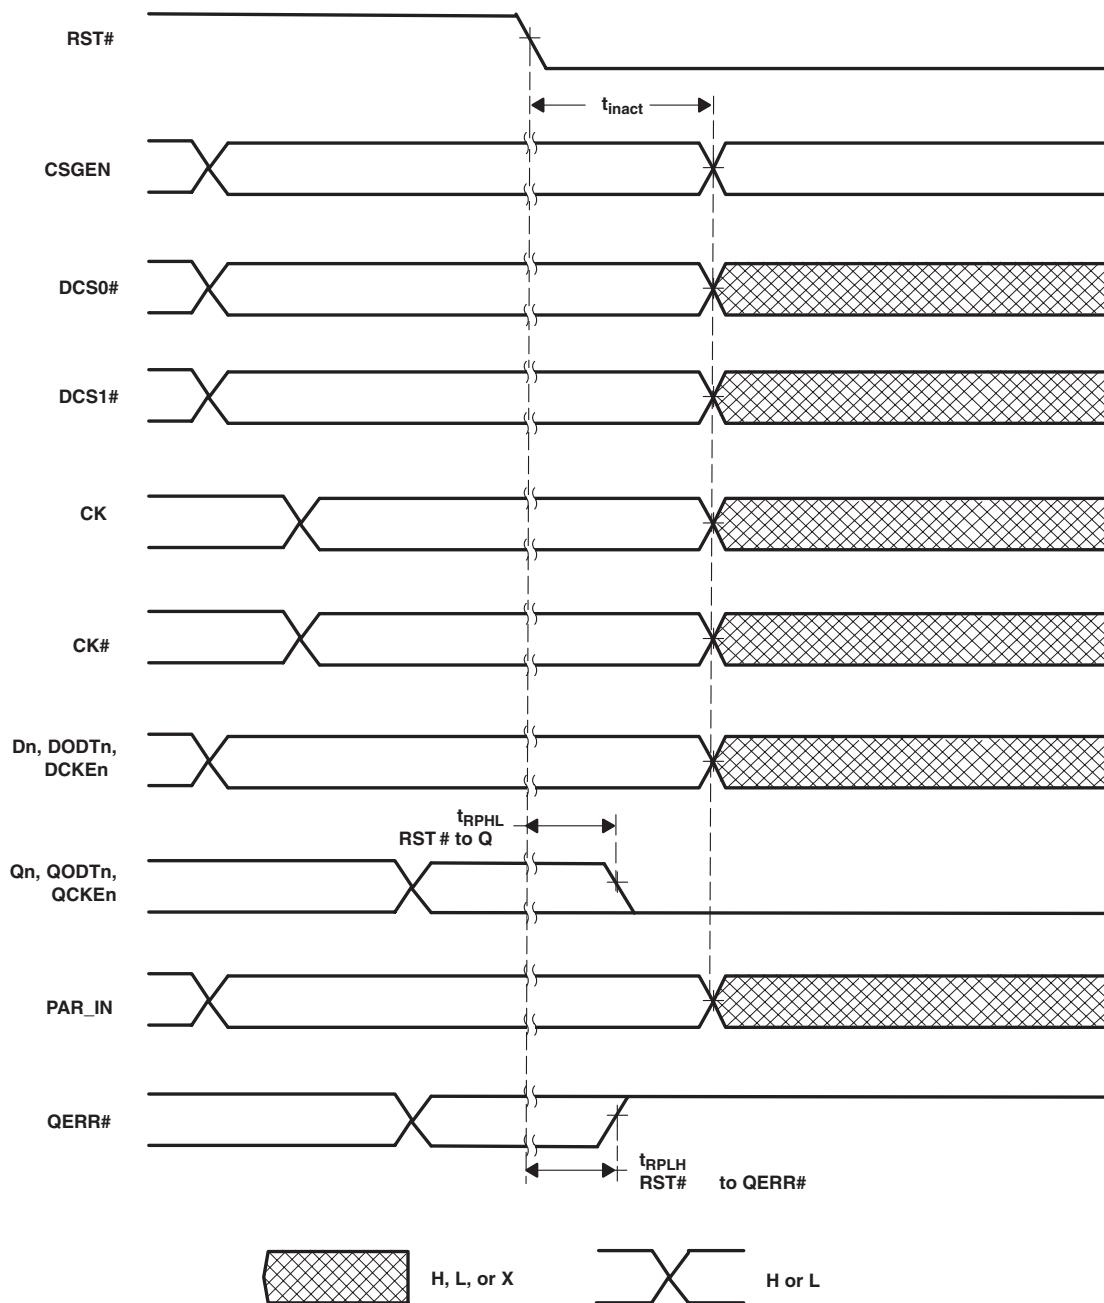 RST#
tinact
CSGEN
DCS0#
DCS1#
CK
CK#
Dn, DODTn,
DCKEn
tRPHL
RST# to Q
Qn, QODTn,
QCKEn
PAR_IN
QERR#
tRPLH
RST# to QERR#
H, L, or X
H or L